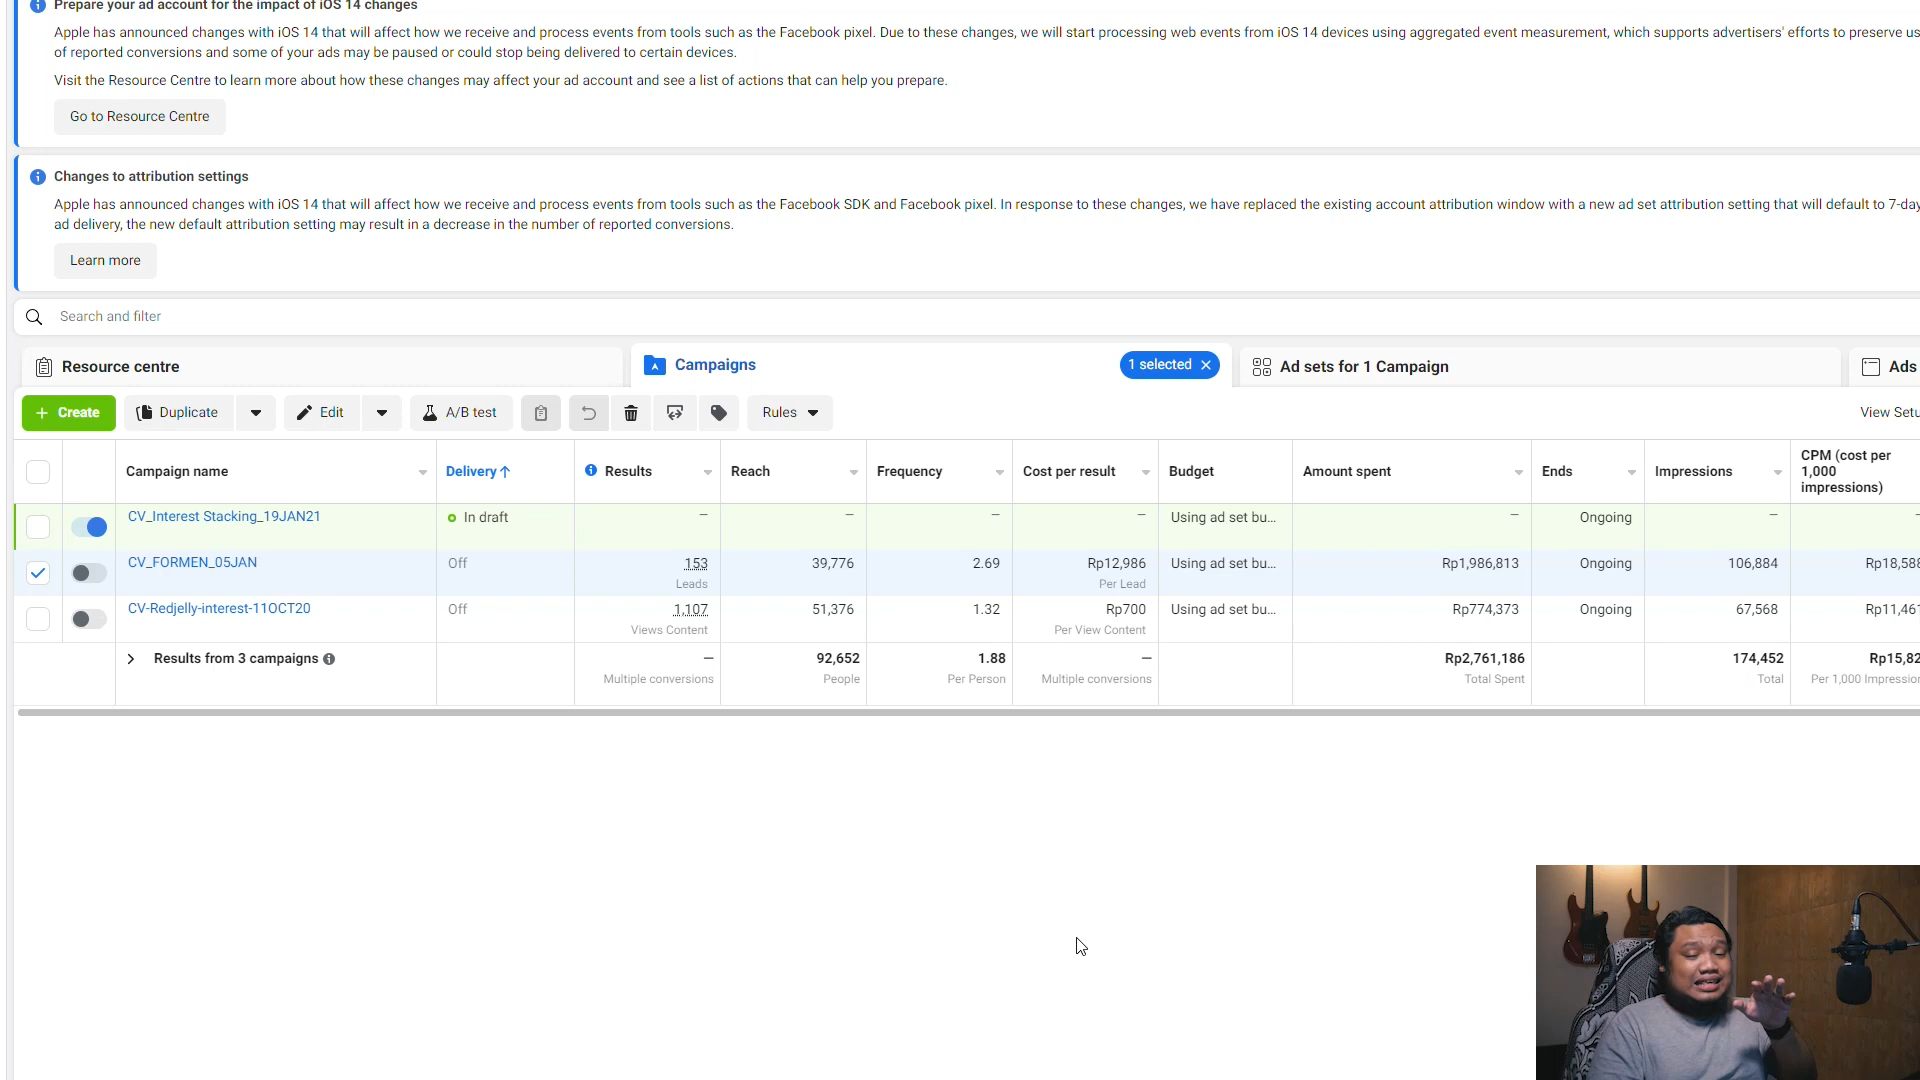 Prepare your ad account for the impact of iOS 14 changes
Apple has announced changes with iOS 14 that will affect how we receive and process events from tools such as the Facebook pixel. Due to these changes, we will start processing web events from iOS 14 devices using aggregated event measurement, which supports advertisers' efforts to preserve us
of reported conversions and some of your ads may be paused or could stop being delivered to certain devices.
Visit the Resource Centre to learn more about how these changes may affect your ad account and see a list of actions that can help you prepare.
Go to Resource Centre
Changes to attribution settings
Apple has announced changes with iOS 14 that will affect how we receive and process events from tools such as the Facebook SDK and Facebook pixel. In response to these changes, we have replaced the existing account attribution window with a new ad set attribution setting that will default to 7-day
ad delivery, the new default attribution setting may result in a decrease in the number of reported conversions.
Learn more
Search and filter
Resource centre Campaigns 1 selected × Ad sets for 1 Campaign Ads
+ Create Duplicate Edit A/B test Rules View Setu
Campaign name Delivery ↑ Results Reach Frequency Cost per result Budget Amount spent Ends Impressions CPM (cost per 1,000 impressions)
CV_Interest Stacking_19JAN21 In draft — — — — Using ad set bu... — Ongoing — —
CV_FORMEN_05JAN Off 153 39,776 2.69 Rp12,986 Using ad set bu... Rp1,986,813 Ongoing 106,884 Rp18,588
Leads Per Lead
CV-Redjelly-interest-11OCT20 Off 1,107 51,376 1.32 Rp700 Using ad set bu... Rp774,373 Ongoing 67,568 Rp11,461
Views Content Per View Content
Results from 3 campaigns — 92,652 1.88 — Rp2,761,186 174,452 Rp15,82
Multiple conversions People Per Person Multiple conversions Total Spent Total Per 1,000 Impression